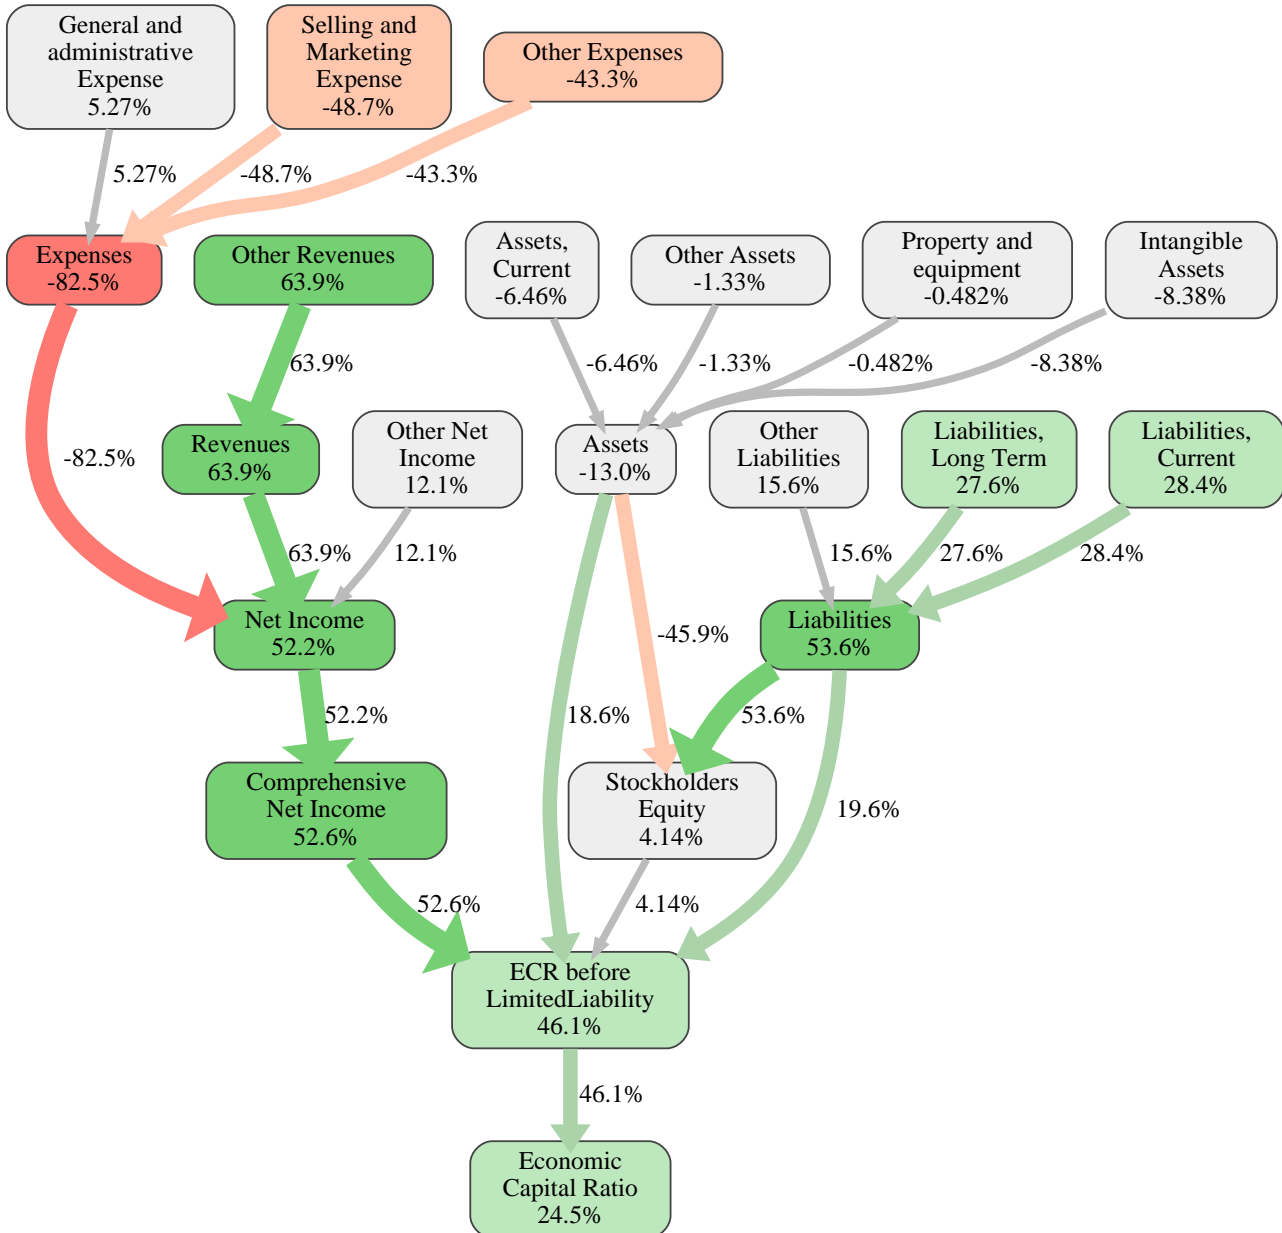 General and
administrative
Expense
5.27%
Selling and
Marketing
Expense
-48.7%
Other Expenses
-43.3%
5.27%
-48.7%
-43.3%
Expenses
-82.5%
Other Revenues
63.9%
Assets,
Current
-6.46%
Other Assets
-1.33%
Property and
equipment
-0.482%
Intangible
Assets
-8.38%
63.9%
-6.46%
-1.33%
-0.482%
-8.38%
-82.5%
Revenues
63.9%
Other Net
Income
12.1%
Assets
-13.0%
Other
Liabilities
15.6%
Liabilities,
Long Term
27.6%
Liabilities,
Current
28.4%
63.9%
12.1%
15.6%
27.6%
28.4%
Net Income
52.2%
-45.9%
Liabilities
53.6%
52.2%
18.6%
53.6%
Comprehensive
Net Income
52.6%
Stockholders
Equity
4.14%
19.6%
52.6%
4.14%
ECR before
LimitedLiability
46.1%
46.1%
Economic
Capital Ratio
24.5%